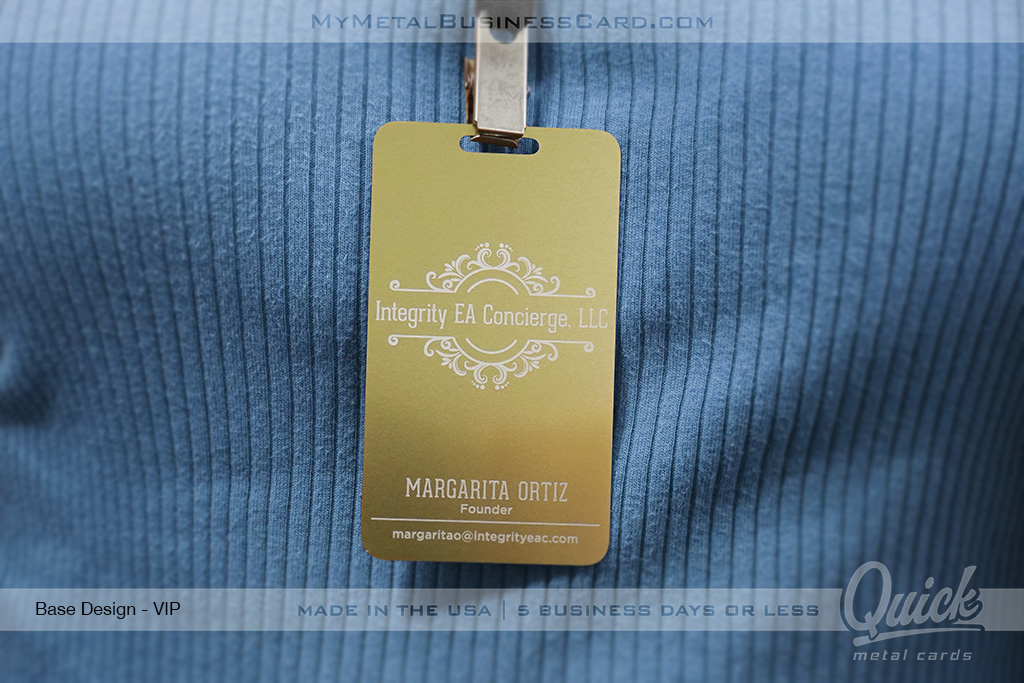 MyMetalBusinessCard.com
Integrity EA Concierge, LLC
MARGARITA ORTIZ
Founder
margaritao@integrityeac.com
Base Design - VIP
MADE IN THE USA | 5 BUSINESS DAYS OR LESS
Quick
metal cards